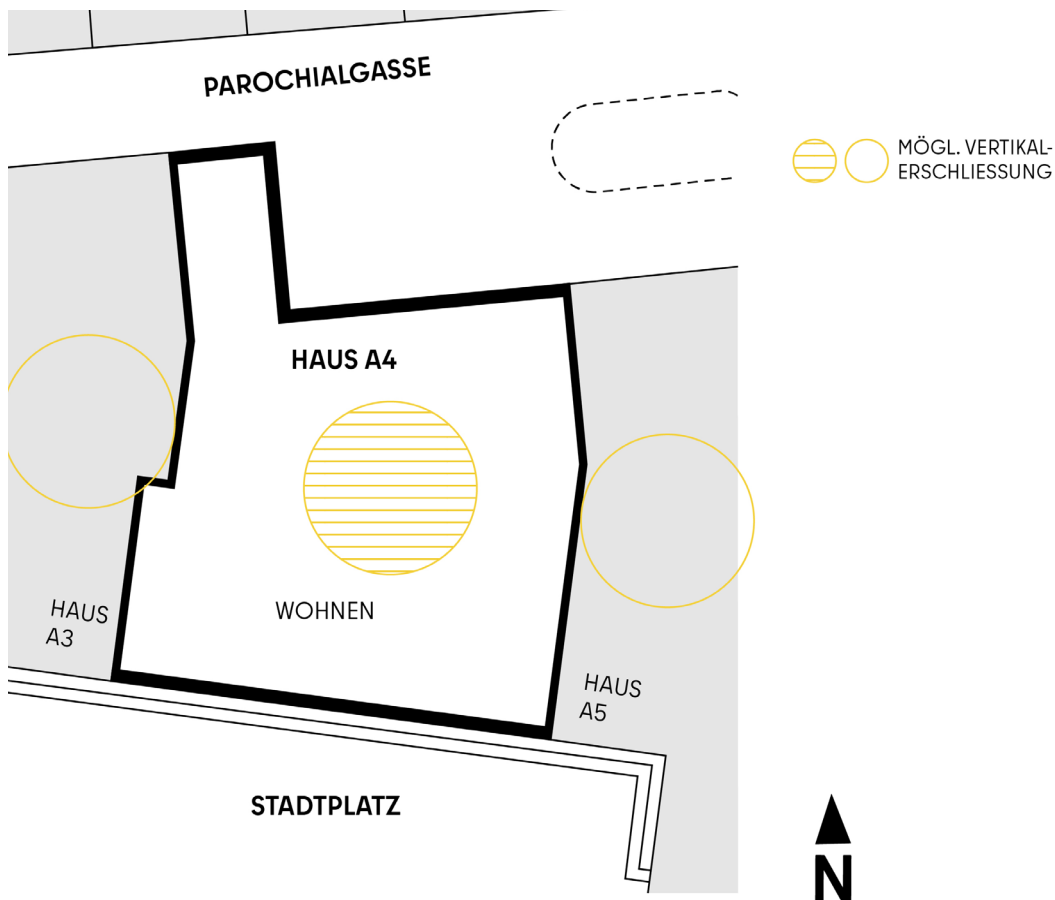 PAROCHIALGASSE
MÖGL. VERTIKAL-
ERSCHLIESSUNG
HAUS A4
WOHNEN
HAUS
A3
HAUS
A5
STADTPLATZ
N